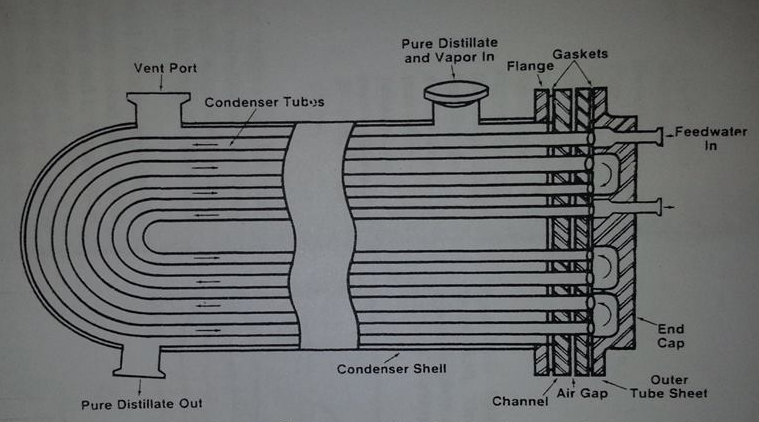 Pure Distillate
and Vapor In
Gaskets
Flange
Vent Port
Condenser Tubes
Feedwater
In
End
Cap
Condenser Shell
Outer
Tube Sheet
Air Gap
Channel
Pure Distillate Out